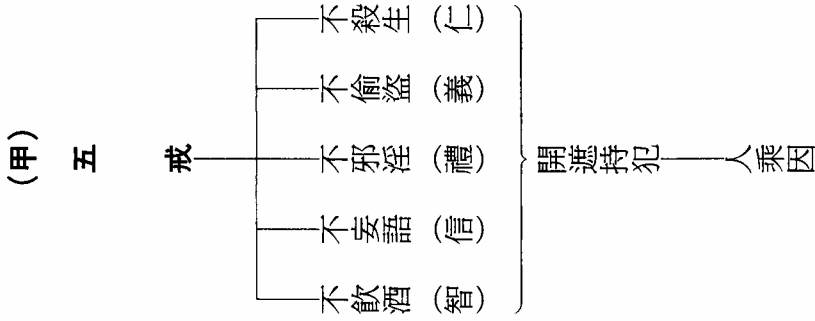 (甲) 五 戒
不殺生 (仁)
不偷盜 (義)
不邪淫 (禮)
不妄語 (信)
不飲酒 (智)
開遮持犯
人乘因